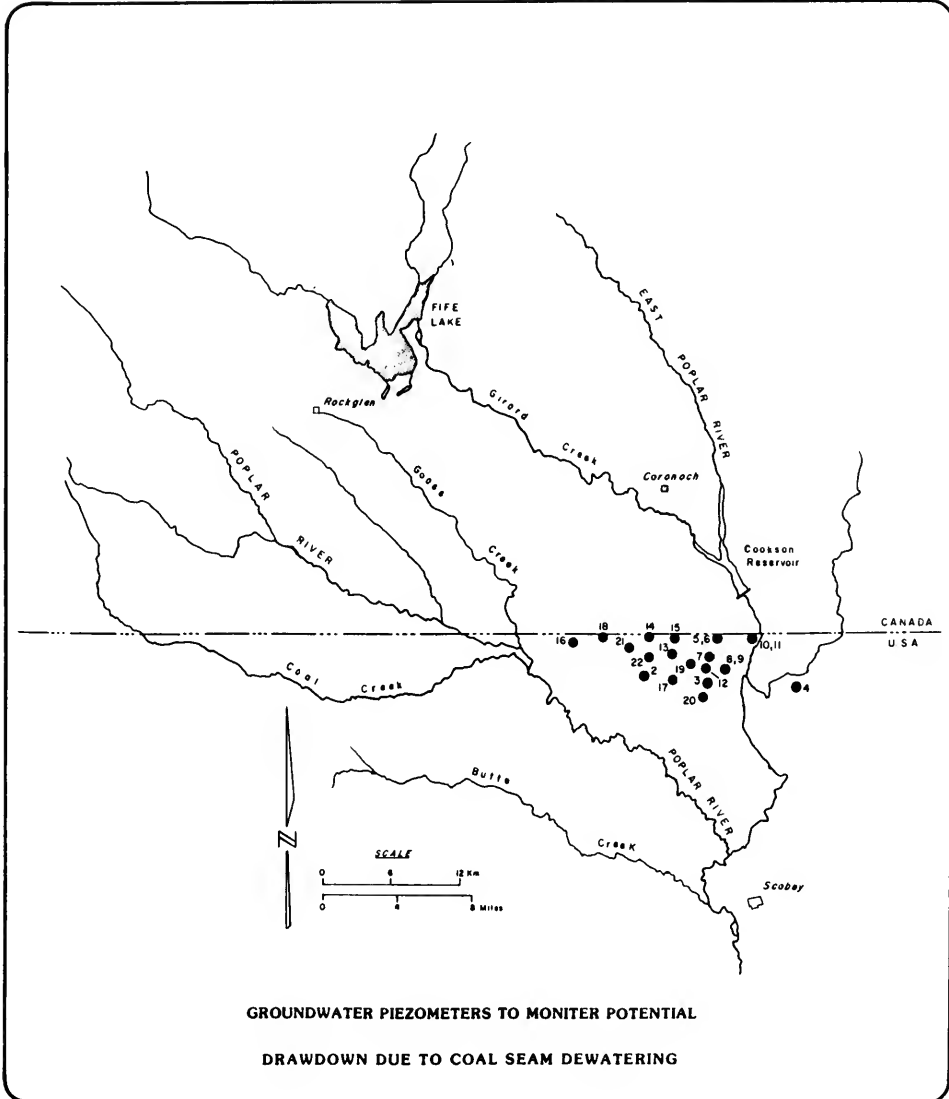 FIFE
LAKE
EAST
POPLAR
RIVER
Rockglen
Girord
Creek
Goose
Creek
Coronoch
POPLAR
RIVER
Cookson
Reservoir
CANADA
U S A
18
14
15
5,6
10,11
16
21
13
7
8,9
22
2
19
3
12
17
20
4
Coal
Creek
POPLAR RIVER
Butte
Creek
N
SCALE
0 6 12 Km
0 4 8 Miles
Scobey
GROUNDWATER PIEZOMETERS TO MONITER POTENTIAL
DRAWDOWN DUE TO COAL SEAM DEWATERING